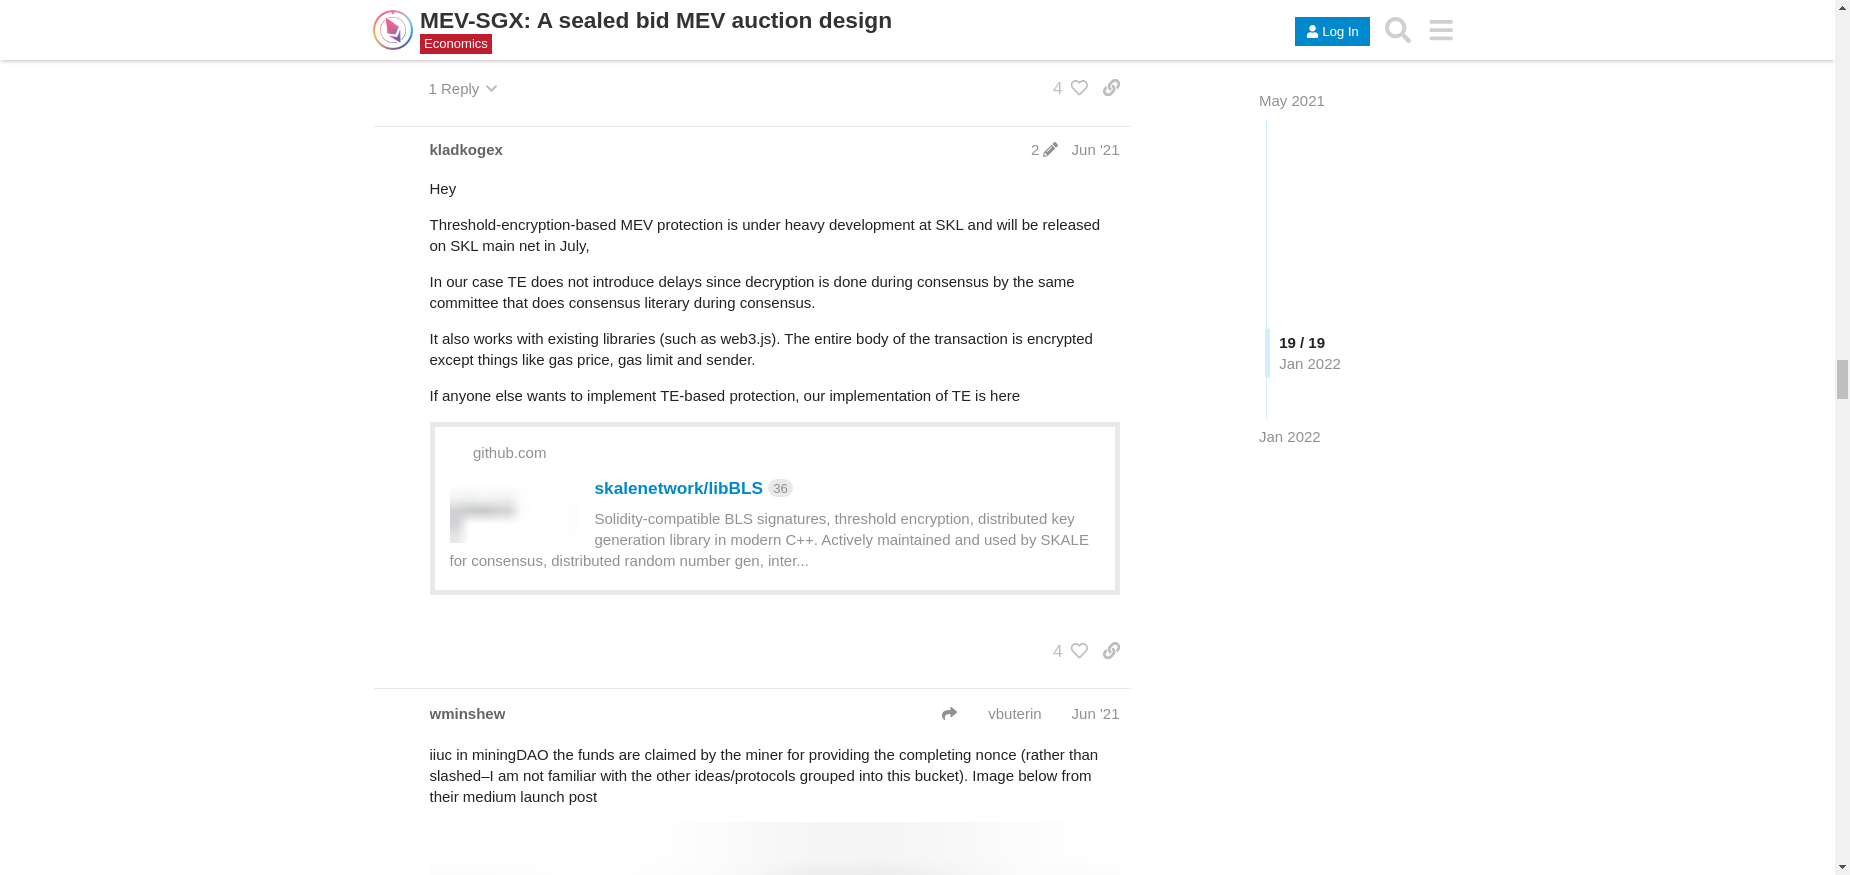 MEV-SGX: A sealed bid MEV auction design
Economics
Log In
1 Reply
4
kladkogex
2
Jun '21
Hey
Threshold-encryption-based MEV protection is under heavy development at SKL and will be released
on SKL main net in July,
In our case TE does not introduce delays since decryption is done during consensus by the same
committee that does consensus literary during consensus.
It also works with existing libraries (such as web3.js). The entire body of the transaction is encrypted
except things like gas price, gas limit and sender.
If anyone else wants to implement TE-based protection, our implementation of TE is here
github.com
skalenetwork/libBLS 36
Solidity-compatible BLS signatures, threshold encryption, distributed key
generation library in modern C++. Actively maintained and used by SKALE
for consensus, distributed random number gen, inter...
4
wminshew
vbuterin
Jun '21
iiuc in miningDAO the funds are claimed by the miner for providing the completing nonce (rather than
slashed–I am not familiar with the other ideas/protocols grouped into this bucket). Image below from
their medium launch post
May 2021
19 / 19
Jan 2022
Jan 2022